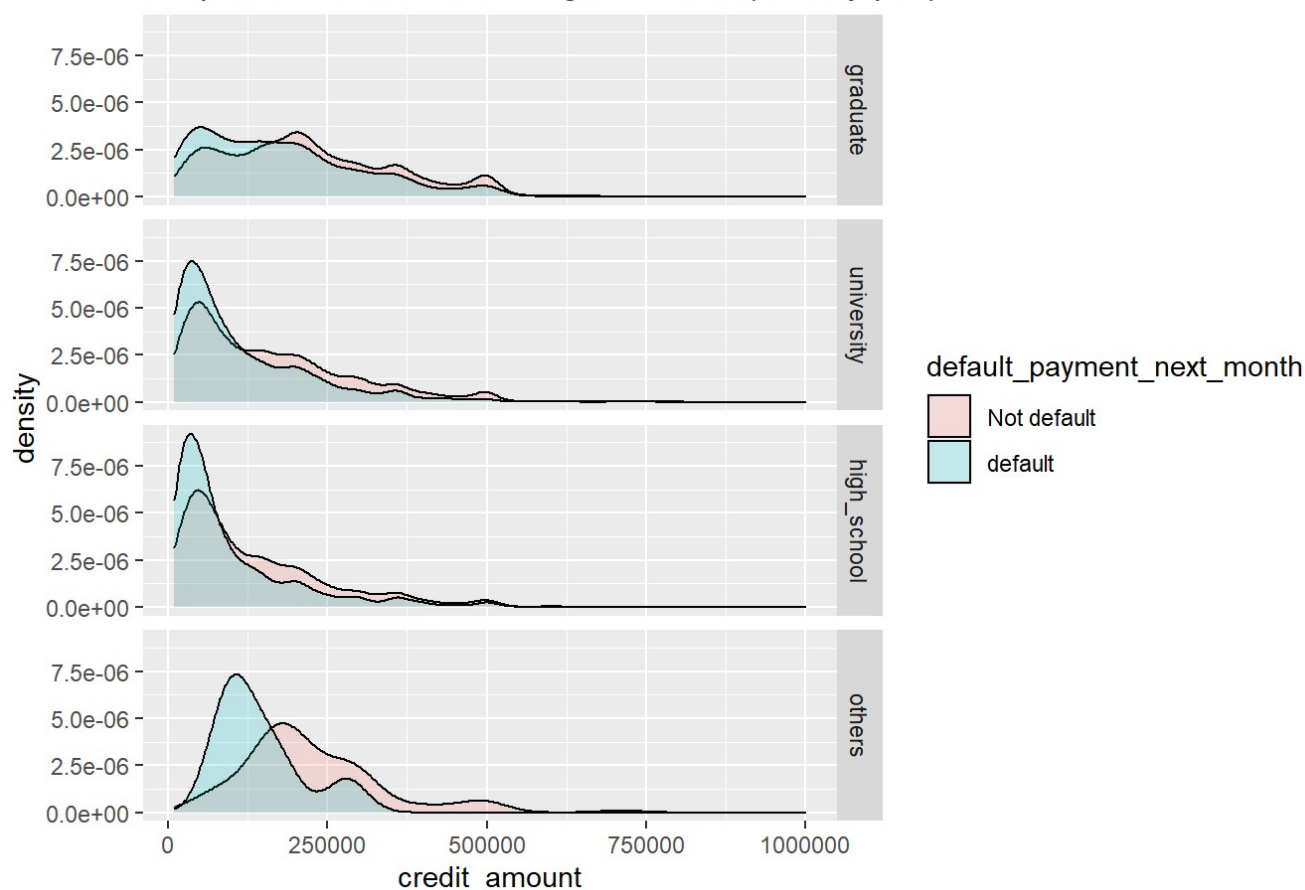 7.5e-06
5.0e-06
2.5e-06
0.0e+00
graduate
7.5e-06
5.0e-06
2.5e-06
0.0e+00
university
7.5e-06
5.0e-06
2.5e-06
0.0e+00
high_school
7.5e-06
5.0e-06
2.5e-06
0.0e+00
others
density
0 250000 500000 750000 1000000
credit_amount
default_payment_next_month
Not default
default